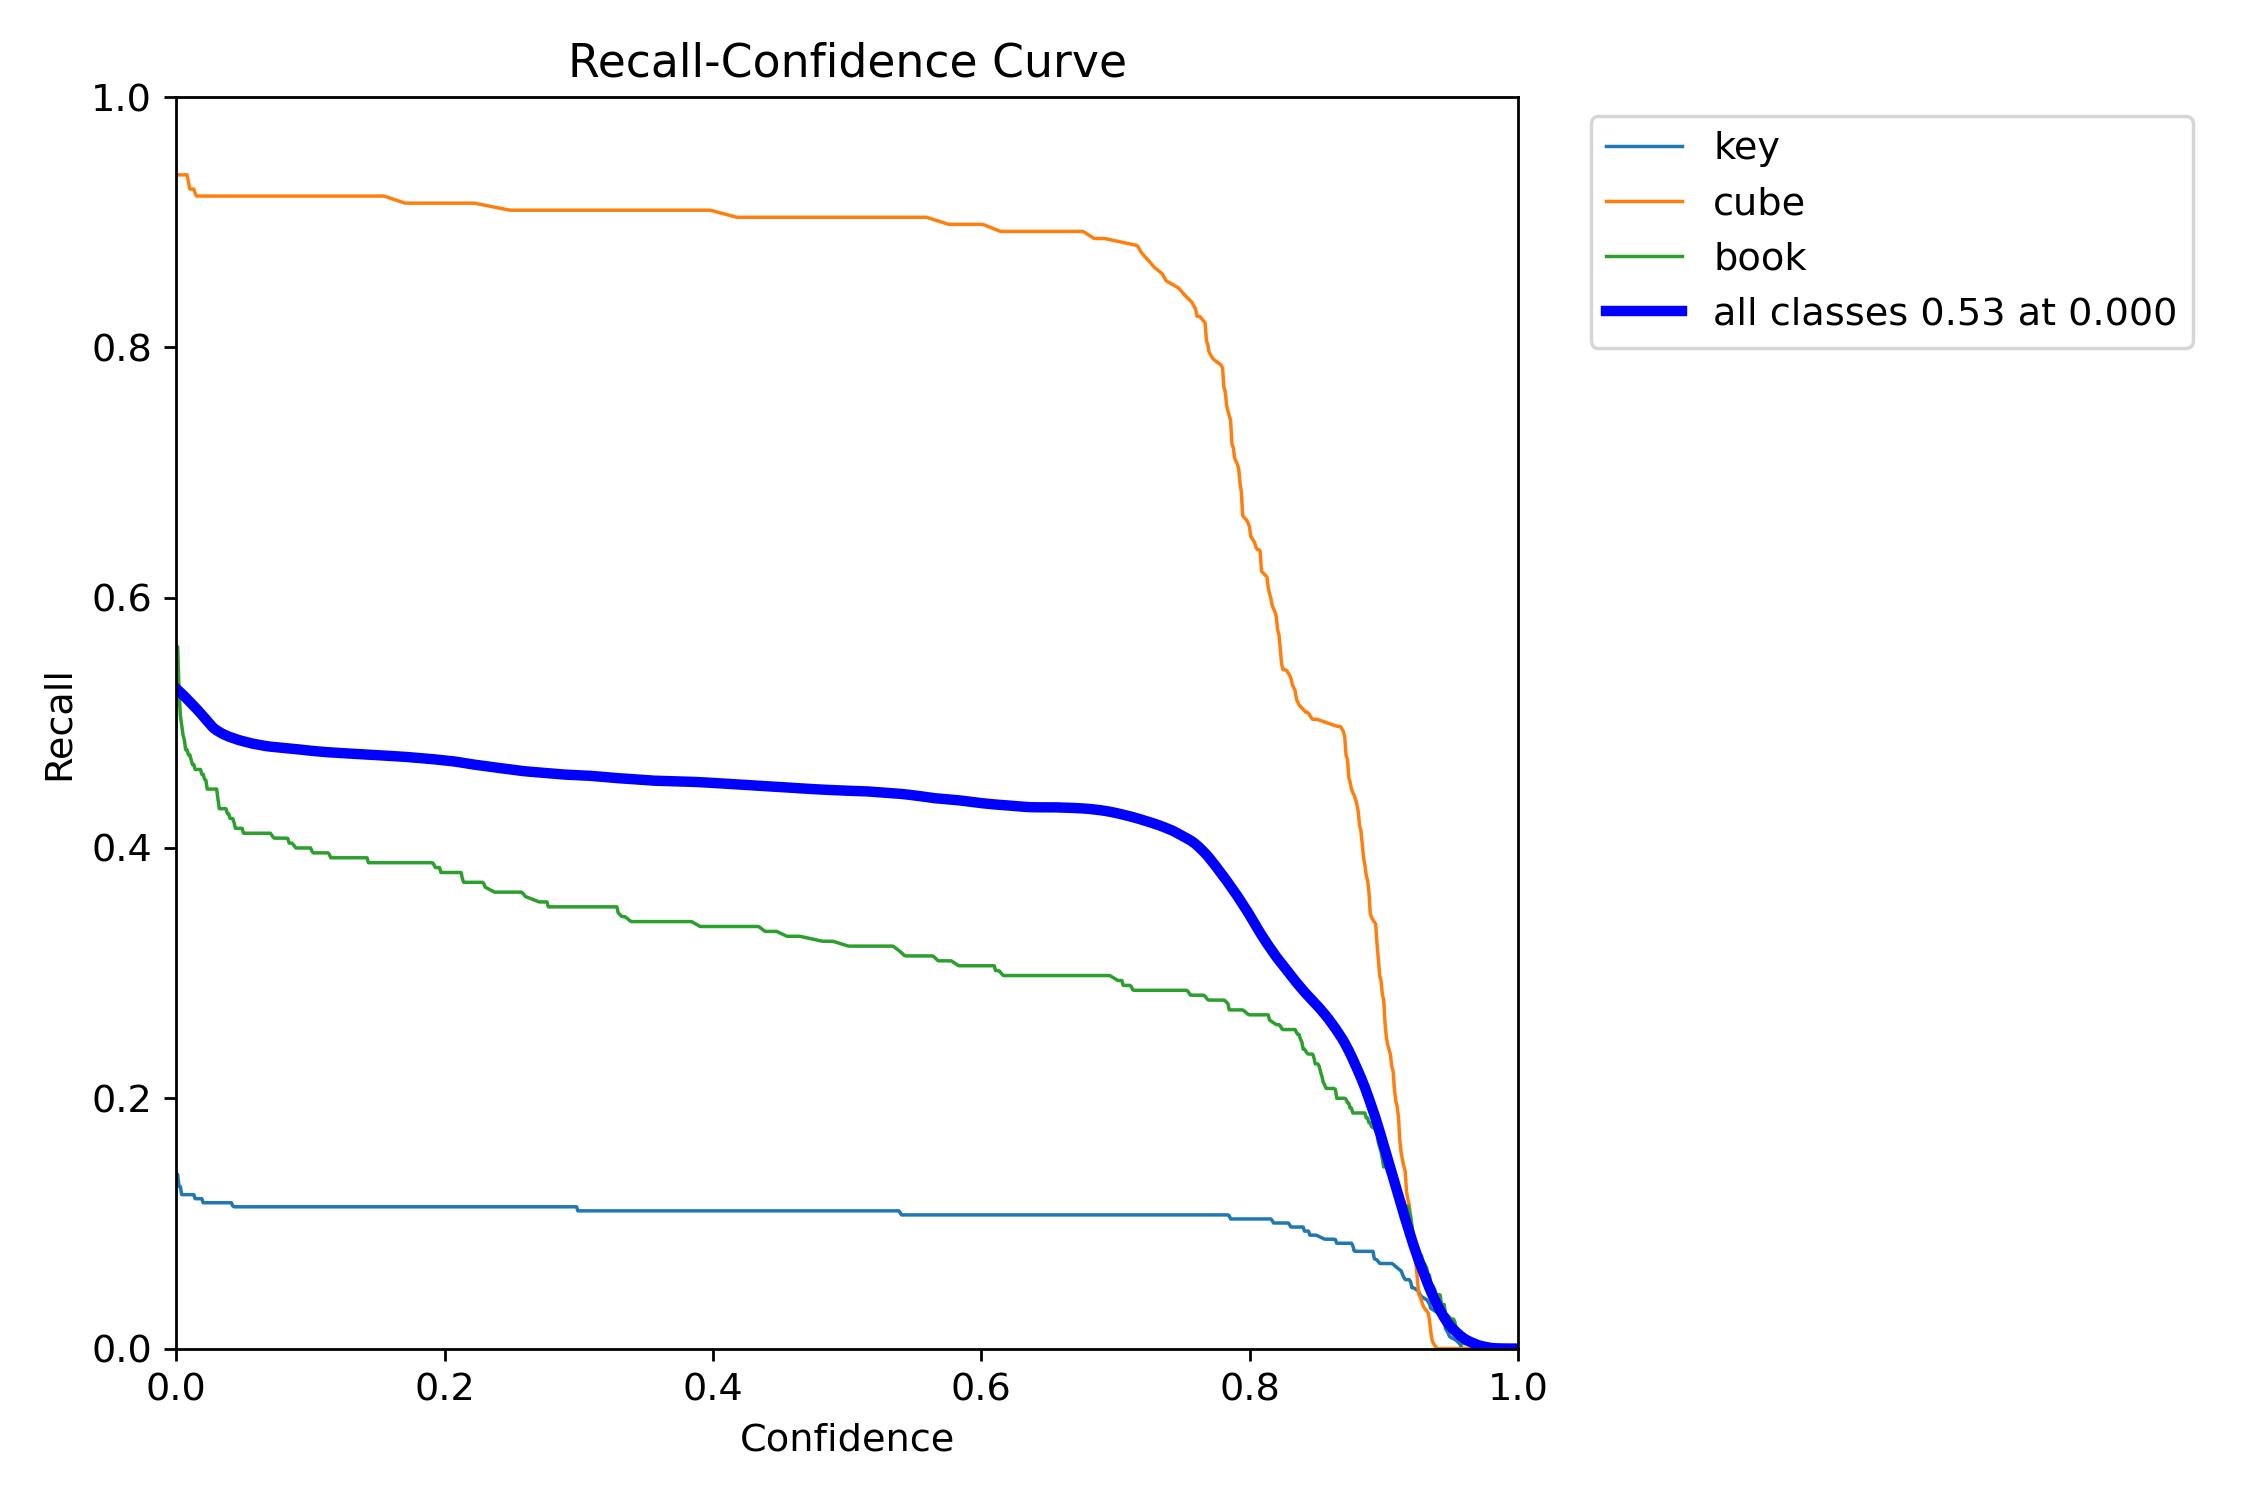 Recall-Confidence Curve
1.0
0.8
0.6
0.4
0.2
0.0
Recall
0.0 0.2 0.4 0.6 0.8 1.0
Confidence
key
cube
book
all classes 0.53 at 0.000